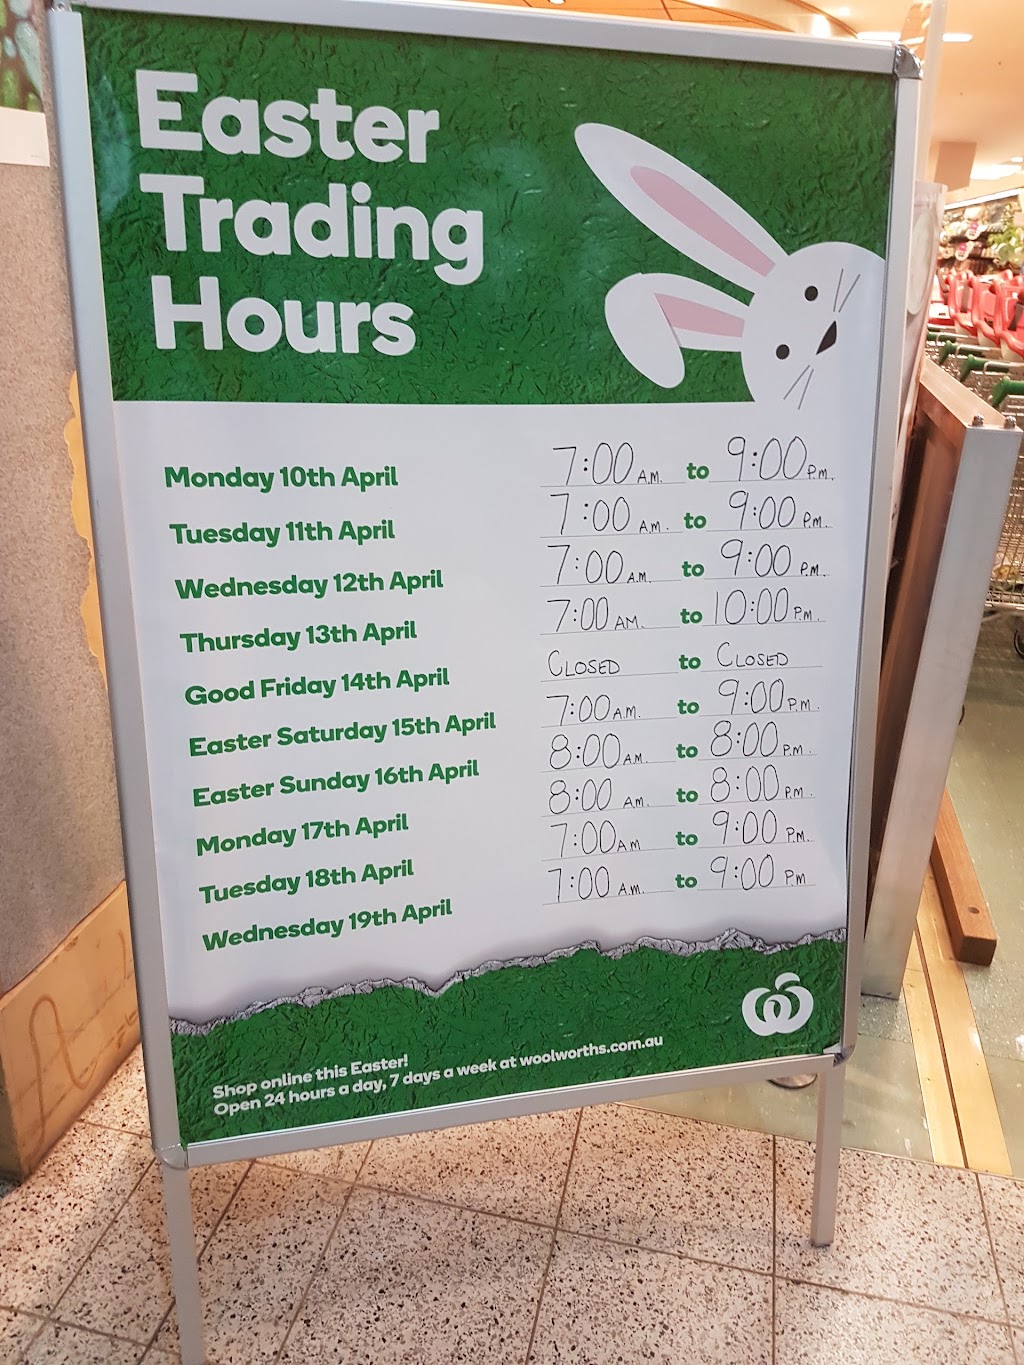 Easter
Trading
Hours
Monday 10th April 7:00 A.M. to 9:00 P.M.
Tuesday 11th April 7:00 A.M. to 9:00 P.M.
Wednesday 12th April 7:00 A.M. to 9:00 P.M.
Thursday 13th April 7:00 AM. to 10:00 P.M.
Good Friday 14th April CLOSED to CLOSED
Easter Saturday 15th April 7:00 A.M. to 9:00 P.M.
Easter Sunday 16th April 8:00 A.M. to 8:00 P.M.
Monday 17th April 8:00 A.M. to 8:00 P.M.
Tuesday 18th April 7:00 A.M to 9:00 P.M.
Wednesday 19th April 7:00 A.M. to 9:00 P.M
Shop online this Easter!
Open 24 hours a day, 7 days a week at woolworths.com.au